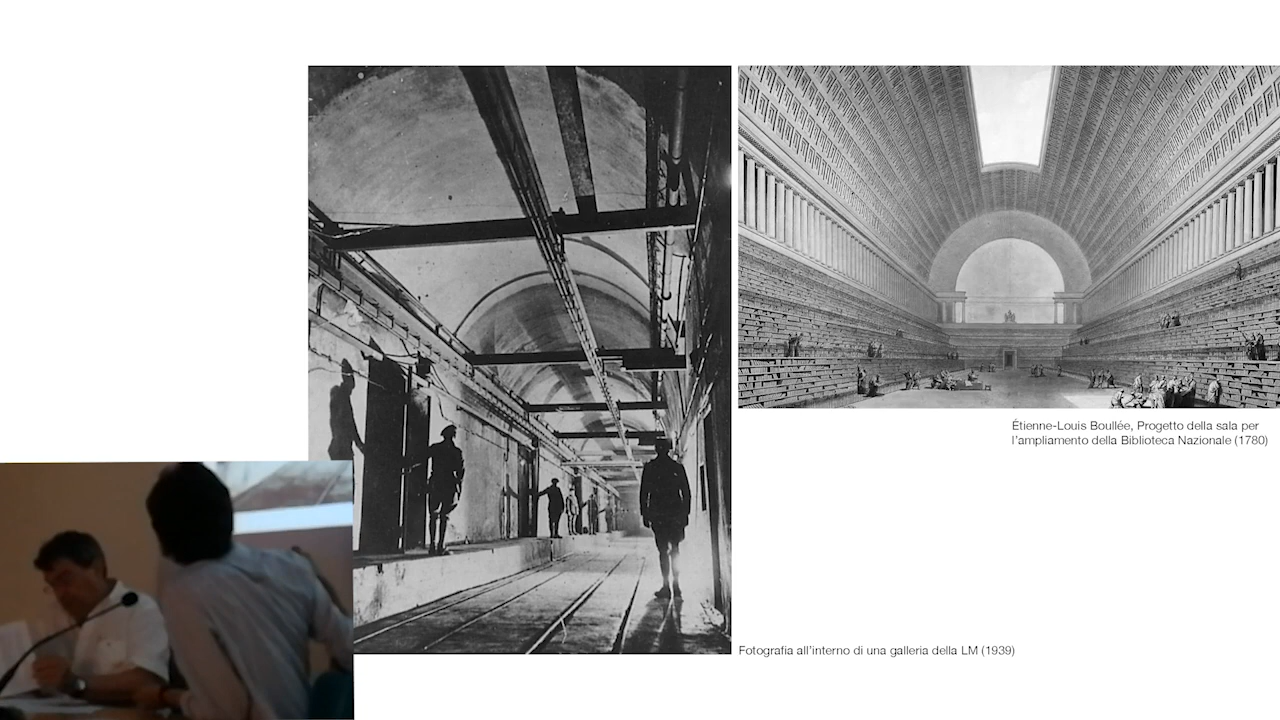 Étienne-Louis Boullée, Progetto della sala per
l'ampliamento della Biblioteca Nazionale (1780)
Fotografia all'interno di una galleria della LM (1939)